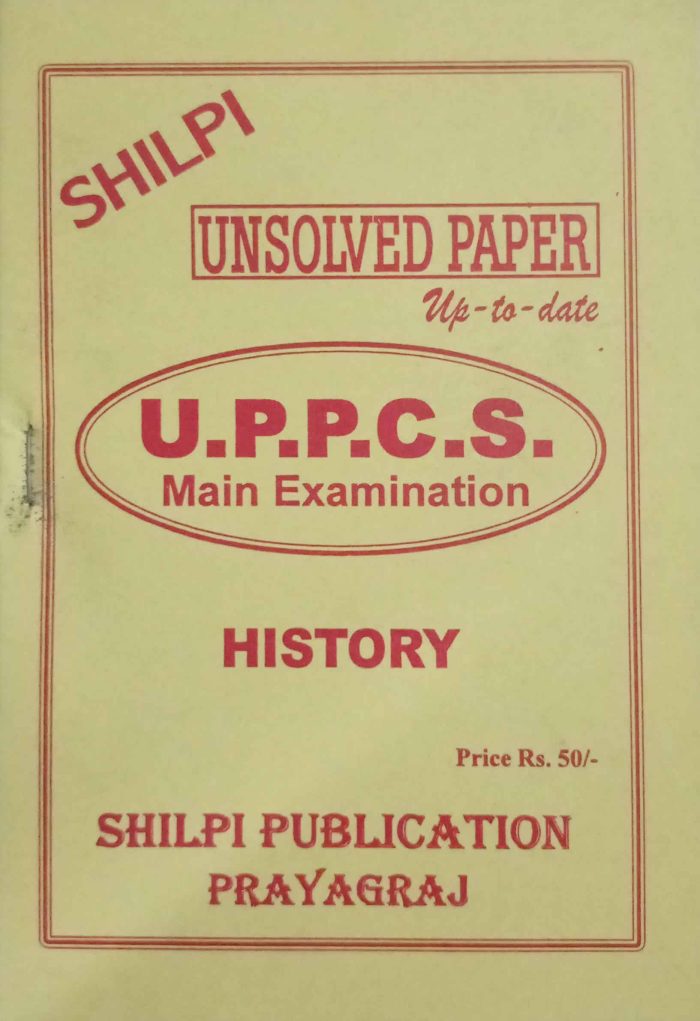 SHILPI
UNSOLVED PAPER
Up-to-date
U.P.P.C.S.
Main Examination
HISTORY
Price Rs. 50/-
SHILPI PUBLICATION
PRAYAGRAJ